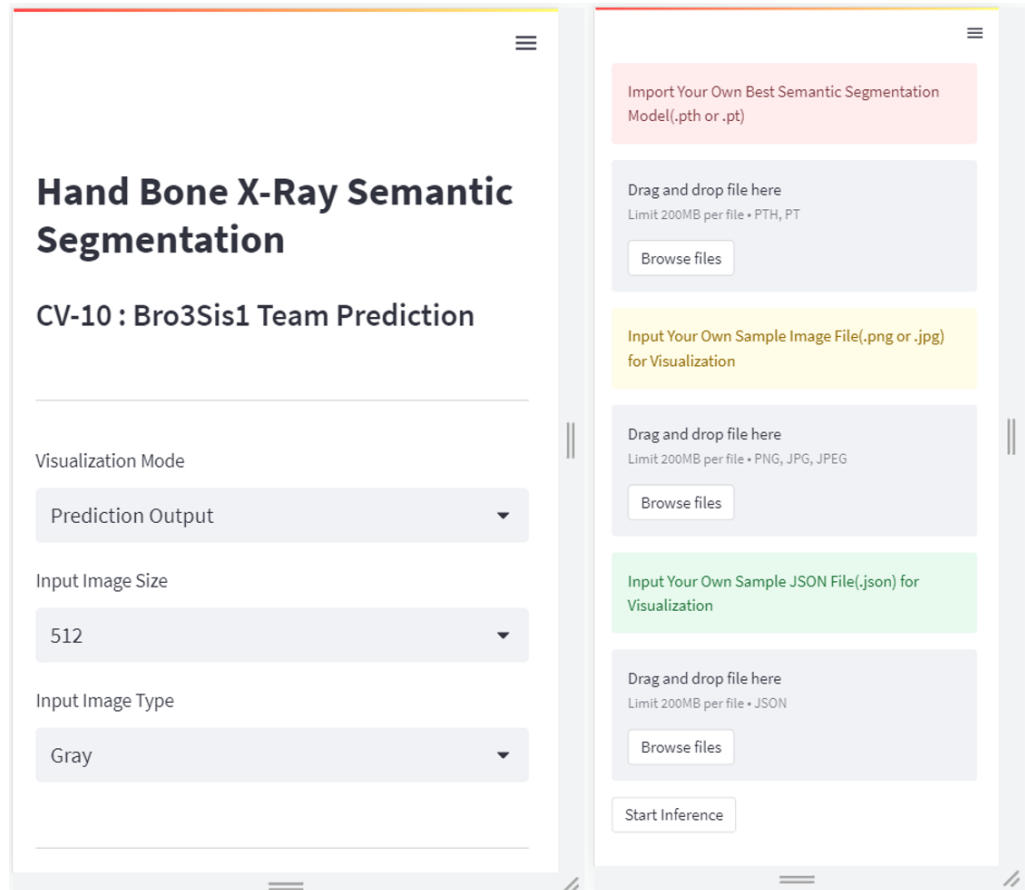 Hand Bone X-Ray Semantic
Segmentation
CV-10 : Bro3Sis1 Team Prediction
Visualization Mode
Prediction Output
Input Image Size
512
Input Image Type
Gray
Import Your Own Best Semantic Segmentation
Model(.pth or .pt)
Drag and drop file here
Limit 200MB per file • PTH, PT
Browse files
Input Your Own Sample Image File(.png or .jpg)
for Visualization
Drag and drop file here
Limit 200MB per file • PNG, JPG, JPEG
Browse files
Input Your Own Sample JSON File(.json) for
Visualization
Drag and drop file here
Limit 200MB per file • JSON
Browse files
Start Inference